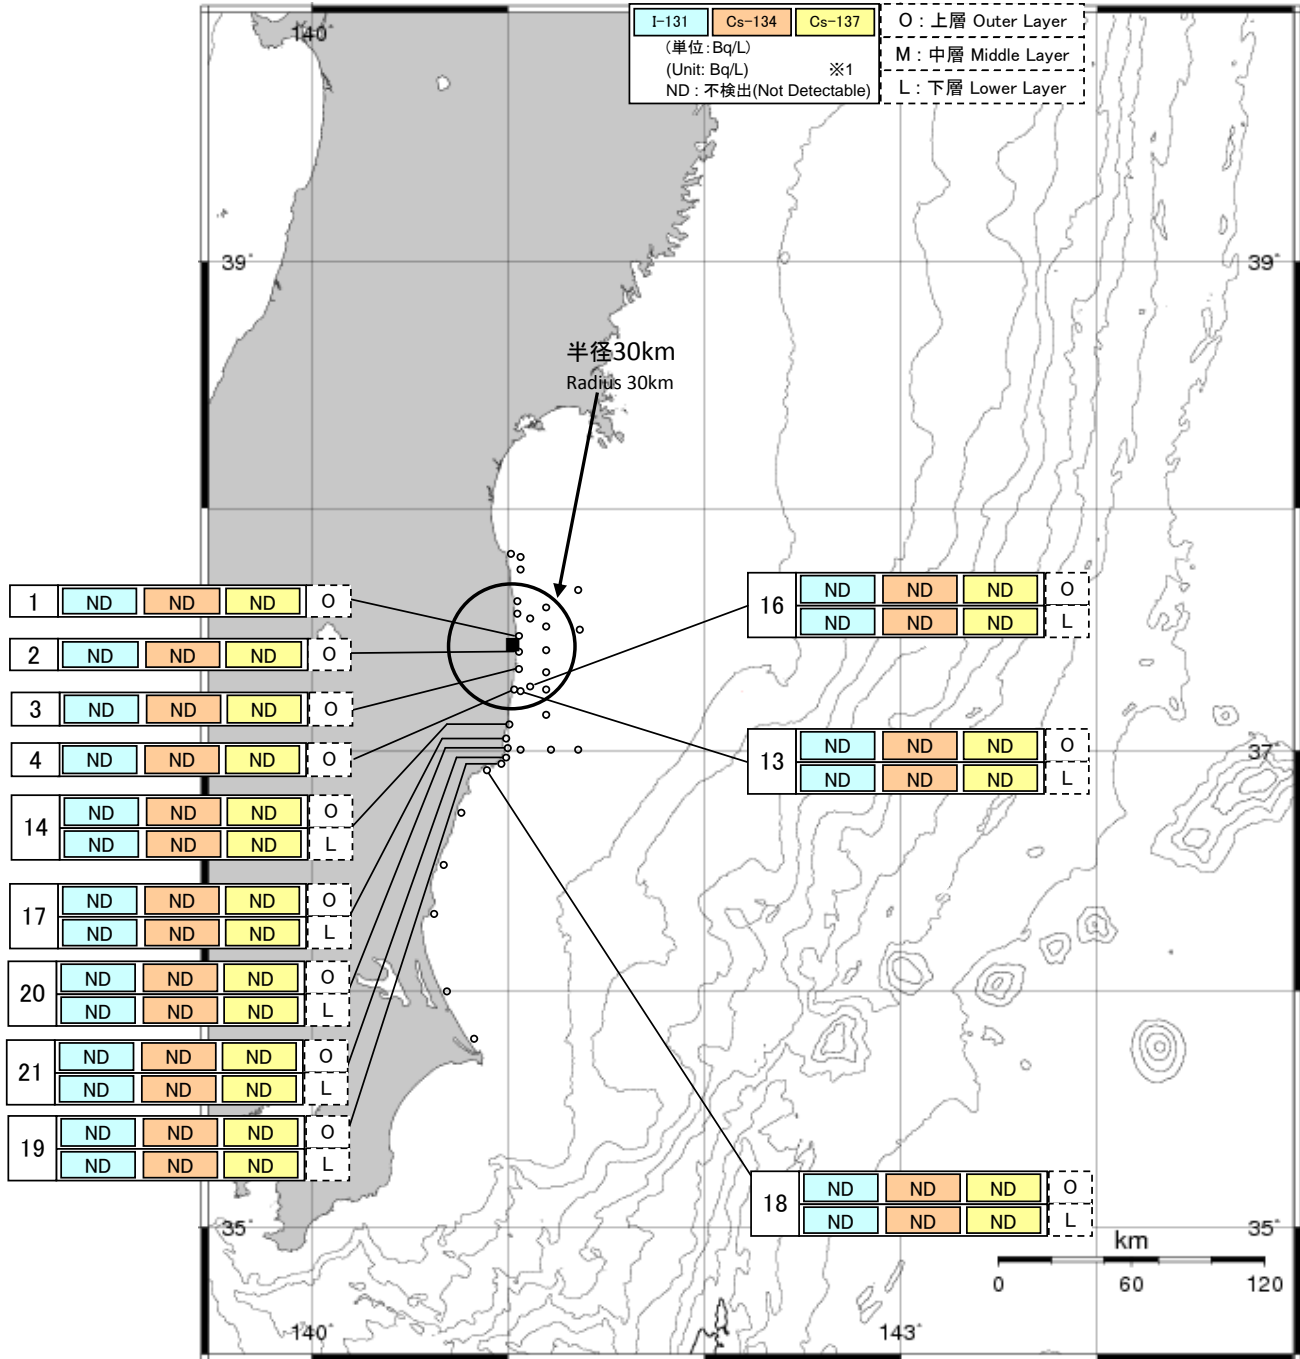 140°
I-131 Cs-134 Cs-137
(単位:Bq/L)
(Unit: Bq/L) ※1
ND : 不検出(Not Detectable)
O : 上層 Outer Layer
M : 中層 Middle Layer
L : 下層 Lower Layer
39° 39°
半径30km
Radius 30km
1 ND ND ND O
2 ND ND ND O
3 ND ND ND O
4 ND ND ND O
14 ND ND ND O
ND ND ND L
17 ND ND ND O
ND ND ND L
20 ND ND ND O
ND ND ND L
21 ND ND ND O
ND ND ND L
19 ND ND ND O
ND ND ND L
16 ND ND ND O
ND ND ND L
37°
13 ND ND ND O
ND ND ND L
18 ND ND ND O
ND ND ND L
35° 35°
km
0 60 120
140° 143°